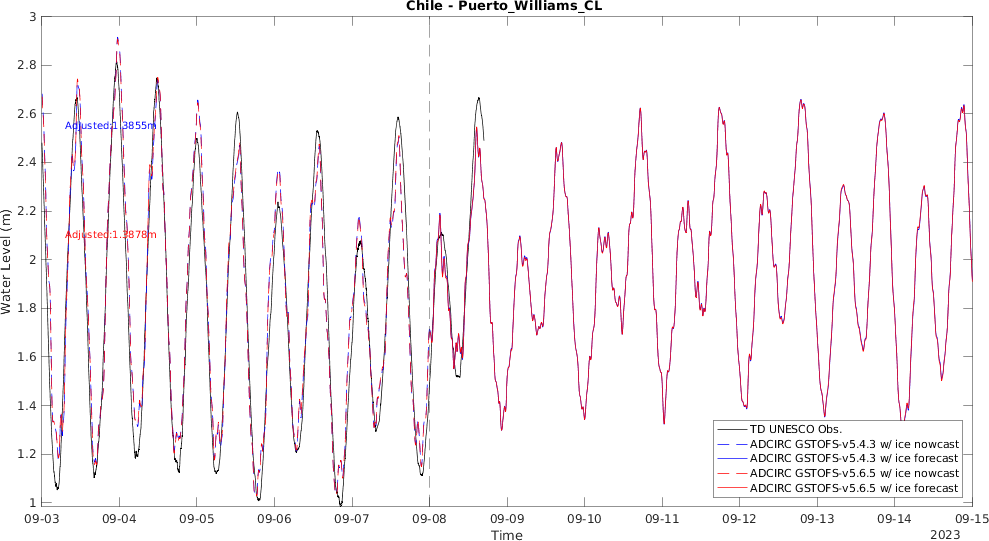 Chile - Puerto_Williams_CL
3
2.8
2.6
2.4
2.2
2
1.8
1.6
1.4
1.2
1
Water Level (m)
Adjusted:1.3855m
Adjusted:1.3878m
TD UNESCO Obs.
ADCIRC GSTOFS-v5.4.3 w/ ice nowcast
ADCIRC GSTOFS-v5.4.3 w/ ice forecast
ADCIRC GSTOFS-v5.6.5 w/ ice nowcast
ADCIRC GSTOFS-v5.6.5 w/ ice forecast
09-03 09-04 09-05 09-06 09-07 09-08 09-09 09-10 09-11 09-12 09-13 09-14 09-15
Time
2023